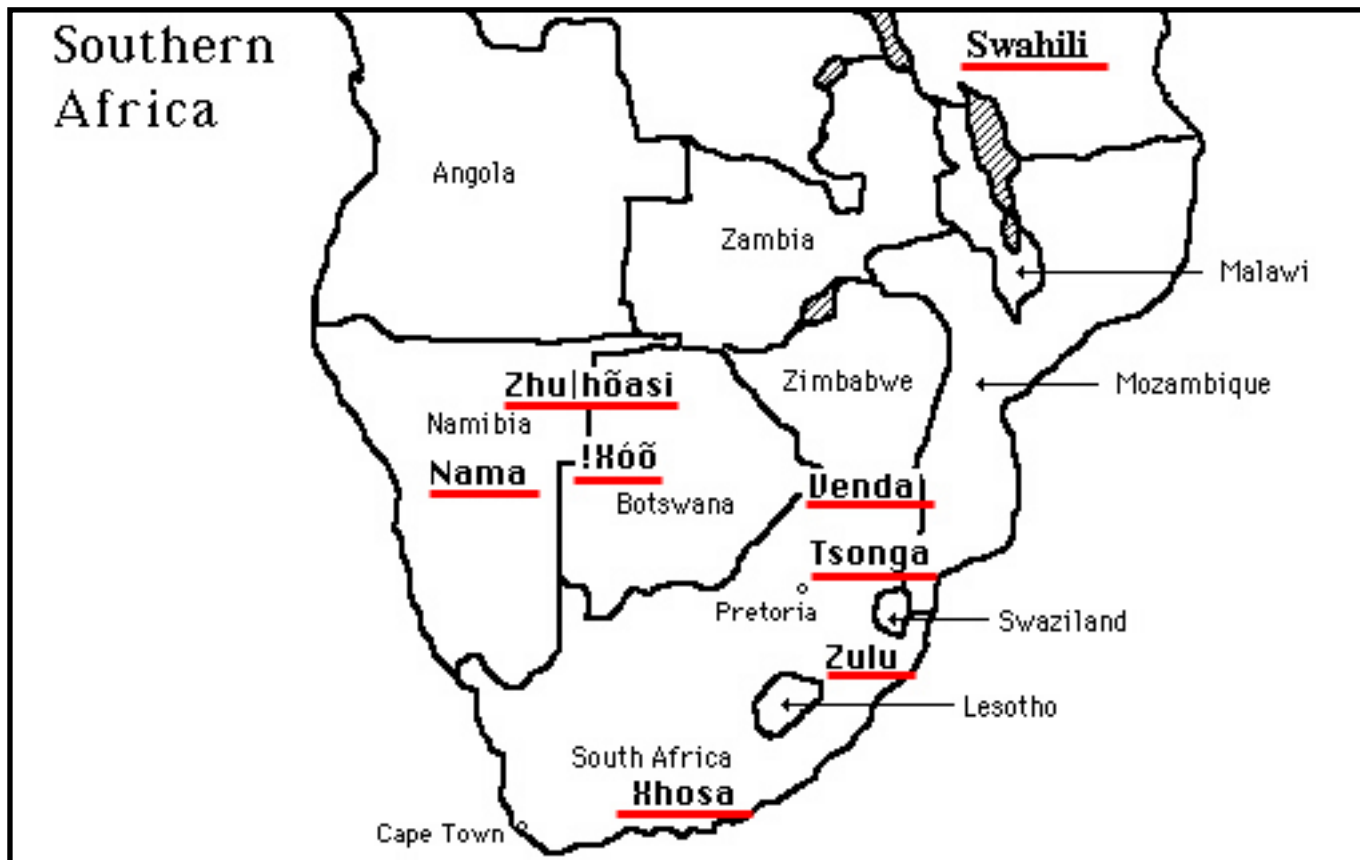 Southern
Africa
Swahili
Angola
Zambia
Malawi
Zhu|hõasi
Zimbabwe
Mozambique
Namibia
!Xóõ
Nama
Venda
Botswana
Tsonga
Pretoria
Swaziland
Zulu
Lesotho
South Africa
Xhosa
Cape Town